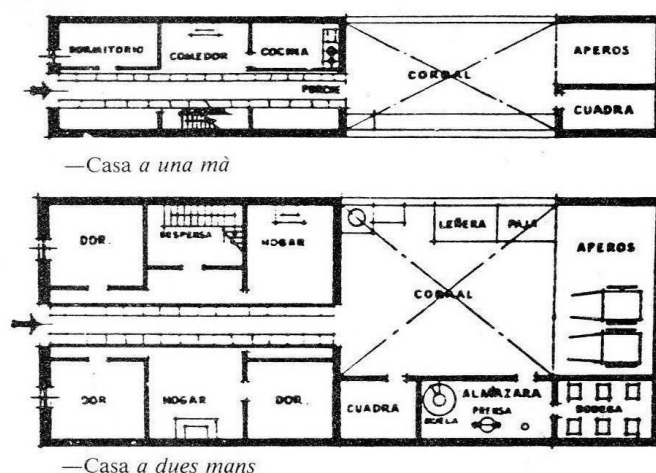 DORMITORIO COMEDOR COCINA
CORRAL
APEROS
PORCHE
CUADRA
—Casa a una mà
DOR. DESPENSA HOGAR
LEÑERA PAJA
APEROS
CORRAL
DOR HOGAR DOR.
CUADRA
ALMAZARA
MUELA PRENSA
BODEGA
—Casa a dues mans